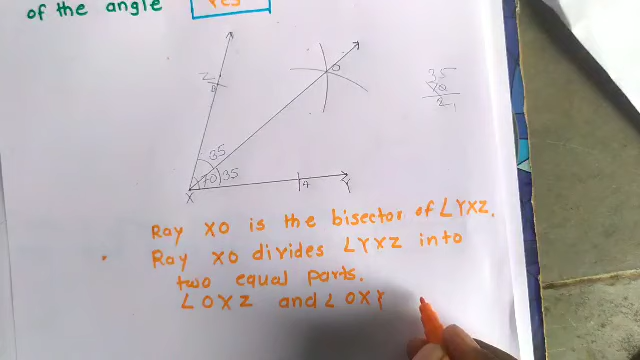 of the angle Yes
Z
O
35
35
70
2
35
70
X
Y
Ray XO is the bisector of ∠YXZ.
Ray XO divides ∠YXZ into
two equal parts.
∠OXZ and ∠OXY